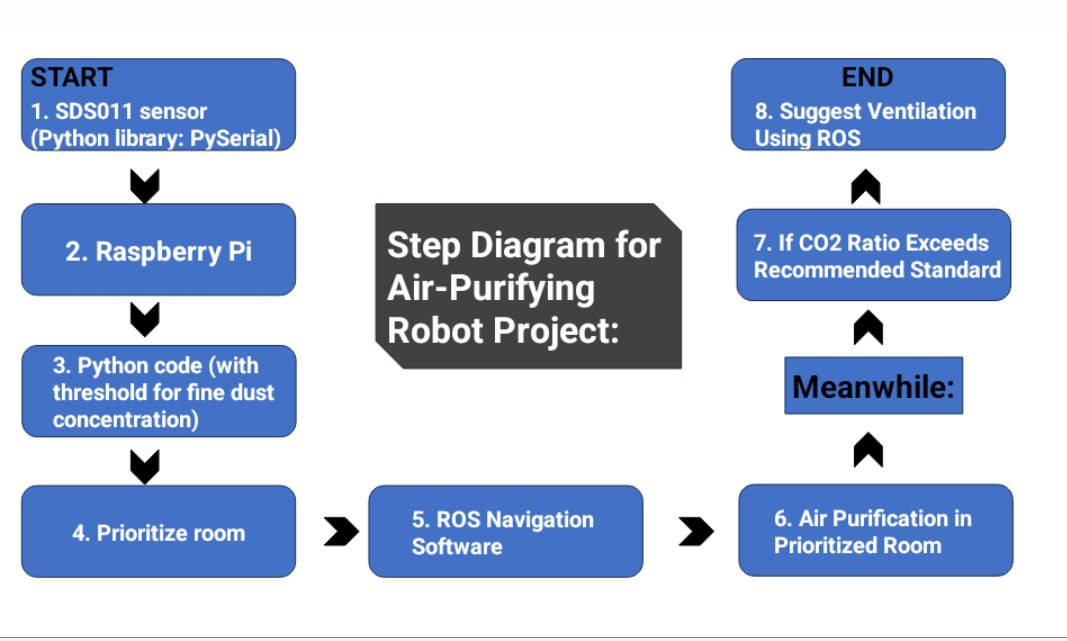 START
1. SDS011 sensor
(Python library: PySerial)
2. Raspberry Pi
3. Python code (with
threshold for fine dust
concentration)
4. Prioritize room
5. ROS Navigation
Software
6. Air Purification in
Prioritized Room
Meanwhile:
7. If CO2 Ratio Exceeds
Recommended Standard
END
8. Suggest Ventilation
Using ROS
Step Diagram for
Air-Purifying
Robot Project: